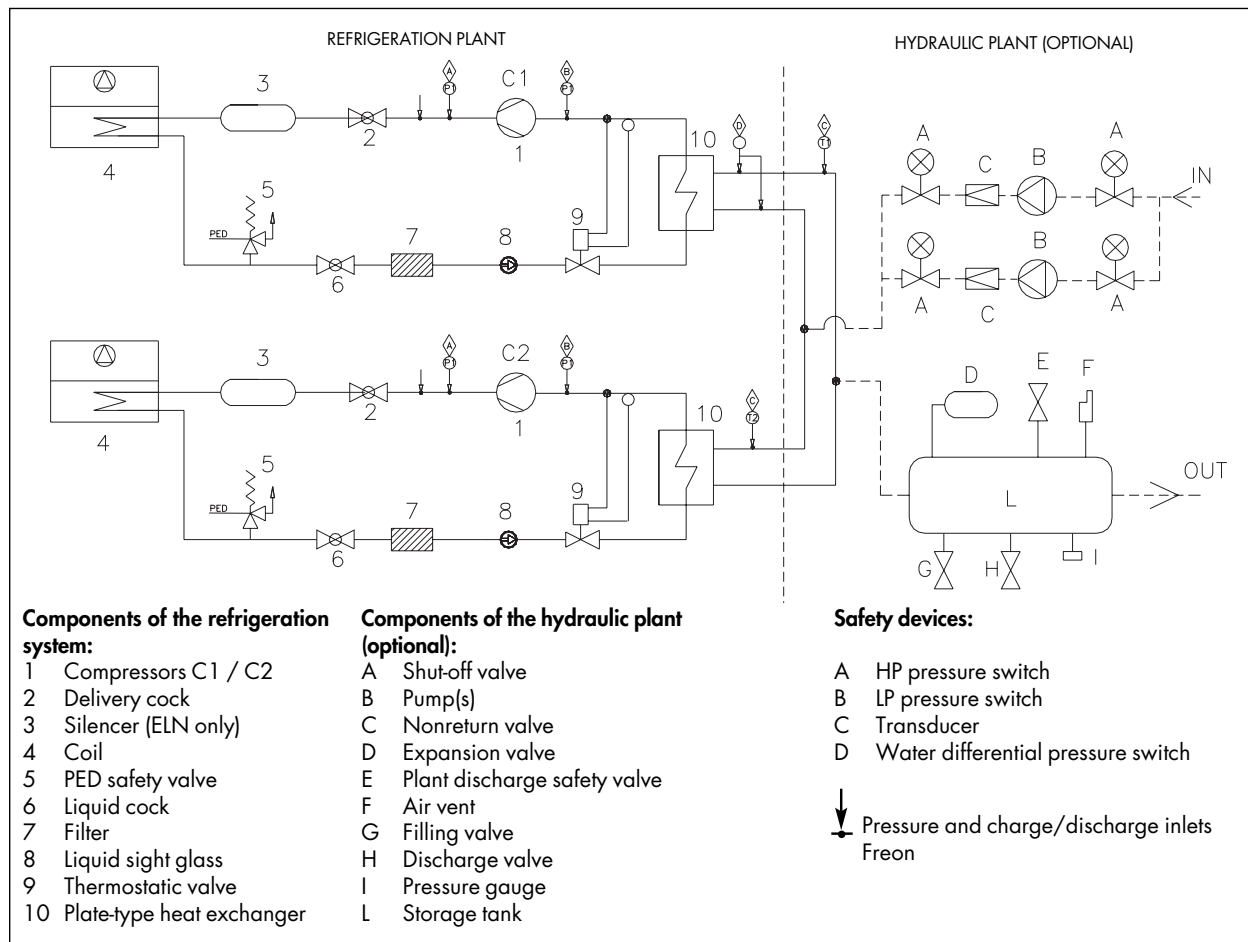 REFRIGERATION PLANT
HYDRAULIC PLANT (OPTIONAL)
A
P1
C1
B
P1
3
2
1
10
4
5
PED
6
7
8
9
D
C
T1
A
C
B
A
IN
A
C
B
A
A
P1
C2
B
P1
3
2
1
10
C
T2
4
5
PED
6
7
8
9
D
E
F
L
OUT
G
H
I
Components of the refrigeration
system:
1 Compressors C1 / C2
2 Delivery cock
3 Silencer (ELN only)
4 Coil
5 PED safety valve
6 Liquid cock
7 Filter
8 Liquid sight glass
9 Thermostatic valve
10 Plate-type heat exchanger
Components of the hydraulic plant
(optional):
A Shut-off valve
B Pump(s)
C Nonreturn valve
D Expansion valve
E Plant discharge safety valve
F Air vent
G Filling valve
H Discharge valve
I Pressure gauge
L Storage tank
Safety devices:
A HP pressure switch
B LP pressure switch
C Transducer
D Water differential pressure switch
Pressure and charge/discharge inlets
Freon